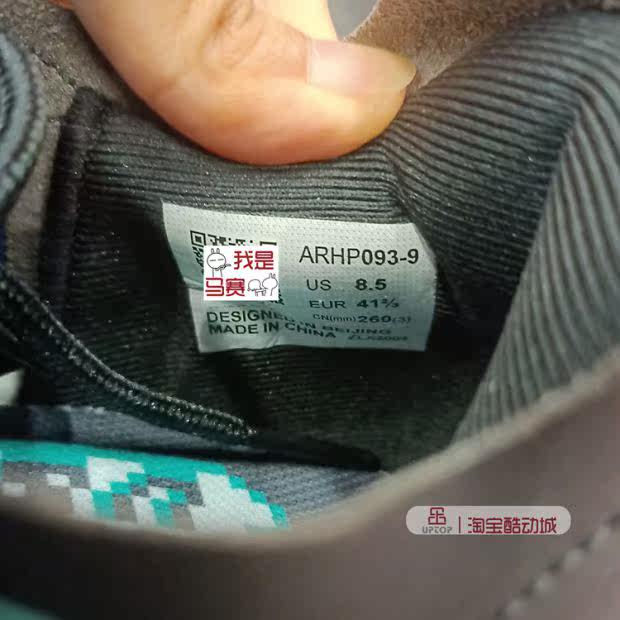 ARHP093-9
我是
马赛
US 8.5
EUR 41⅔
CN(mm) 260(3)
DESIGNED IN BEIJING
MADE IN CHINA
UPTOP | 淘宝酷动城